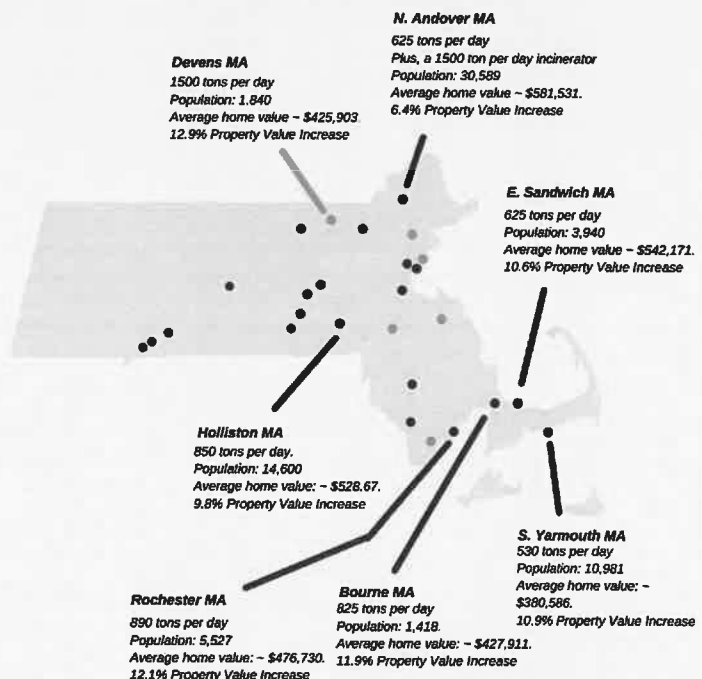 N. Andover MA
625 tons per day
Plus, a 1500 ton per day incinerator
Population: 30,589
Average home value ~ $581,531.
6.4% Property Value Increase
Devens MA
1500 tons per day
Population: 1.840
Average home value ~ $425,903.
12.9% Property Value Increase
E. Sandwich MA
625 tons per day
Population: 3,940
Average home value ~ $542,171.
10.6% Property Value Increase
Holliston MA
850 tons per day.
Population: 14,600
Average home value: ~ $528.67.
9.8% Property Value Increase
S. Yarmouth MA
530 tons per day
Population: 10,981
Average home value: ~
$380,586.
10.9% Property Value Increase
Rochester MA
890 tons per day
Population: 5,527
Average home value: ~ $476,730.
12.1% Property Value Increase
Bourne MA
825 tons per day
Population: 1,418.
Average home value: ~ $427,911.
11.9% Property Value Increase